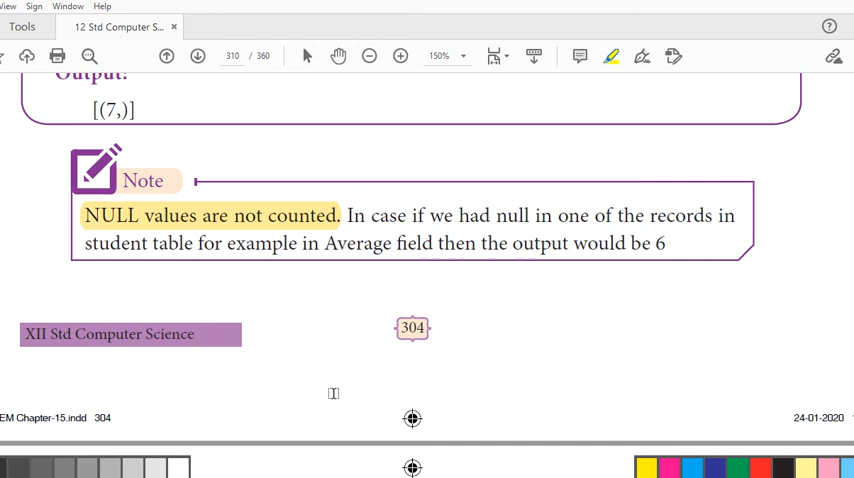 View Sign Window Help
Tools 12 Std Computer S... ×
310 / 360 150%
Output:
[(7,)]
Note
NULL values are not counted. In case if we had null in one of the records in
student table for example in Average field then the output would be 6
XII Std Computer Science
304
EM Chapter-15.indd 304
24-01-2020